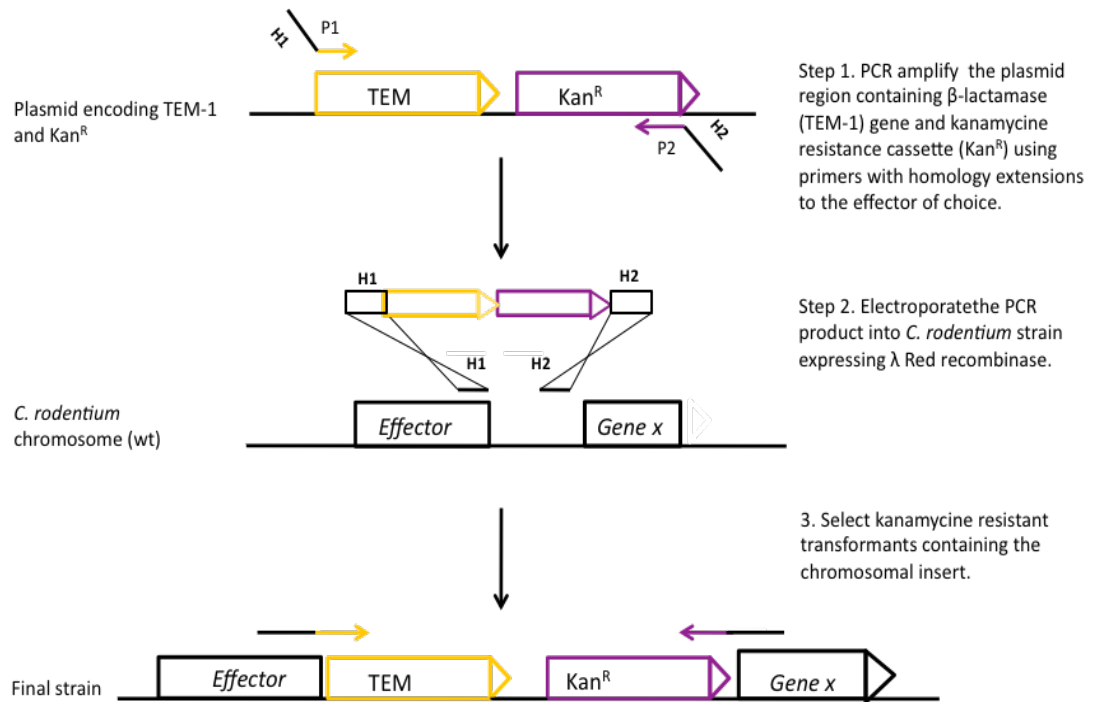 H1
P1
TEM
Kan^R
P2
H2
Plasmid encoding TEM-1
and Kan^R
Step 1. PCR amplify the plasmid
region containing β-lactamase
(TEM-1) gene and kanamycine
resistance cassette (Kan^R) using
primers with homology extensions
to the effector of choice.
H1
H2
Step 2. Electroporatethe PCR
product into C. rodentium strain
expressing λ Red recombinase.
H1
H2
C. rodentium
chromosome (wt)
Effector
Gene x
3. Select kanamycine resistant
transformants containing the
chromosomal insert.
Final strain
Effector
TEM
Kan^R
Gene x